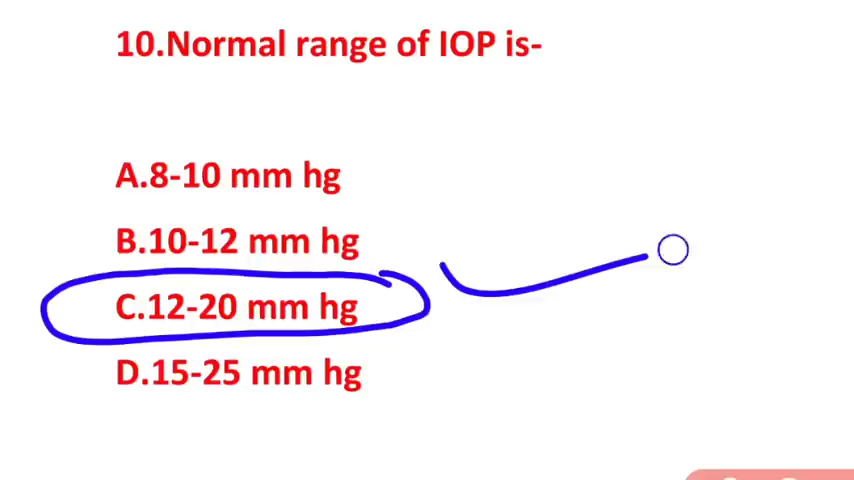 10.Normal range of IOP is-
A.8-10 mm hg
B.10-12 mm hg
C.12-20 mm hg
D.15-25 mm hg